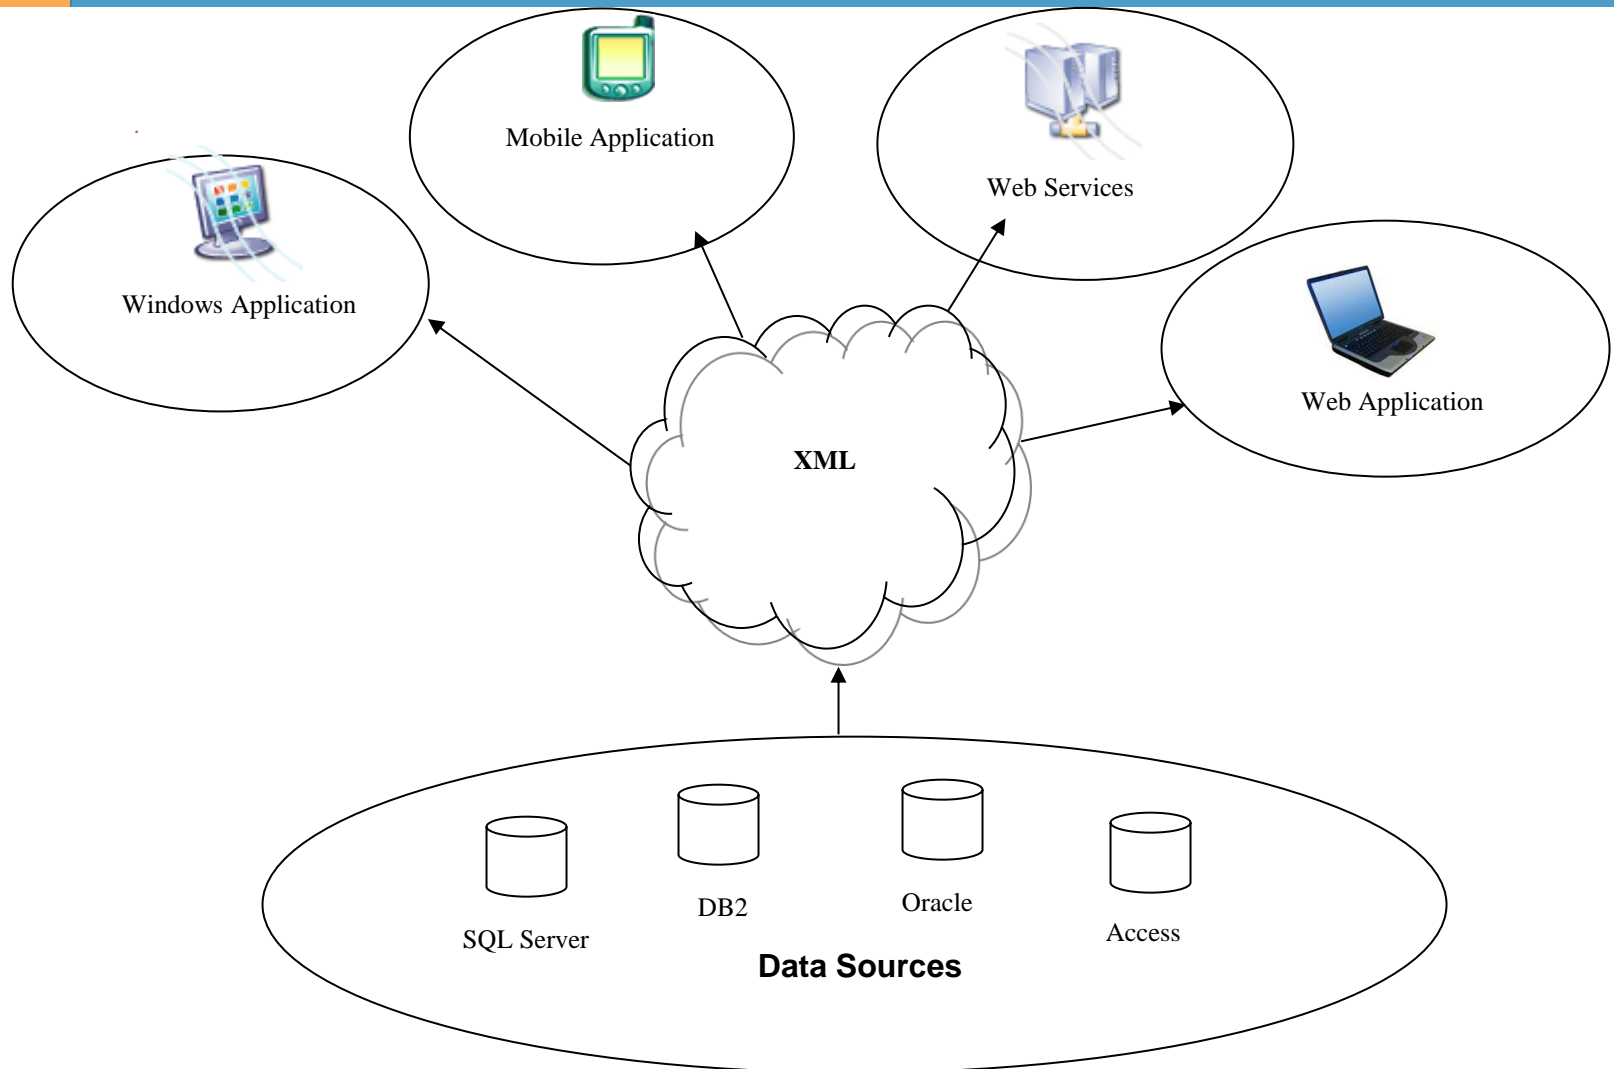 Mobile Application
Web Services
Windows Application
Web Application
XML
SQL Server
DB2
Oracle
Access
Data Sources